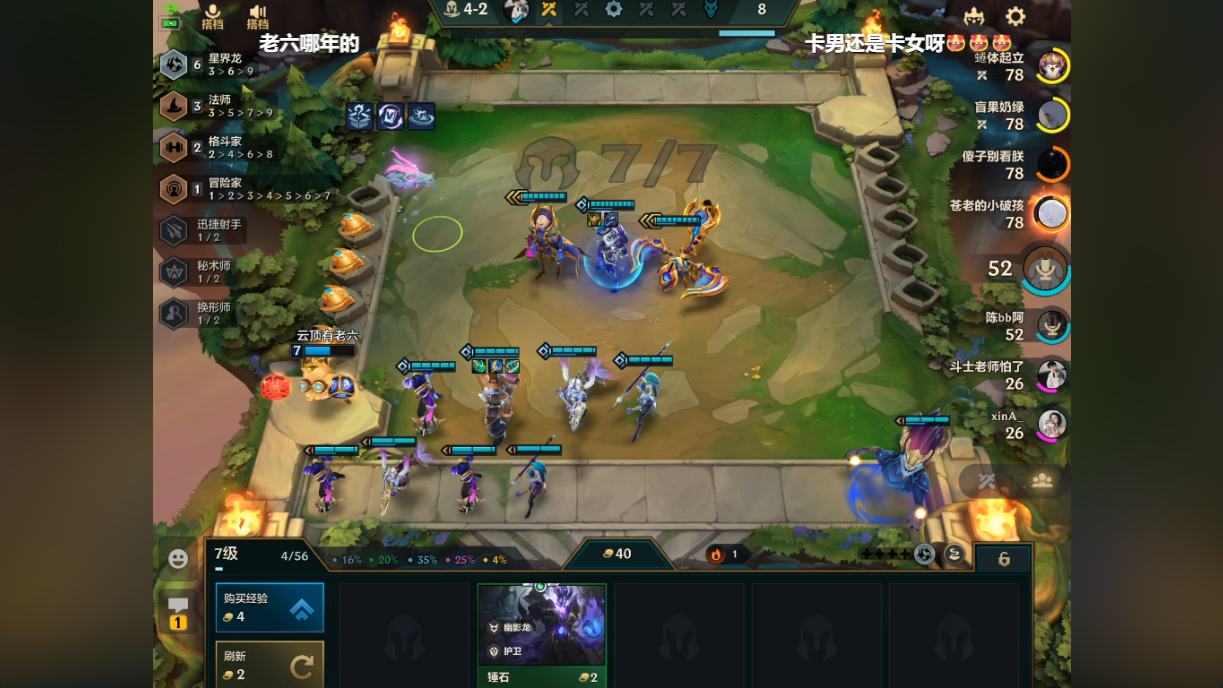 搭档
搭档
4-2
8
老六哪年的
卡男还是卡女呀
6
星界龙
3 > 6 > 9
3
法师
3 > 5 > 7 > 9
2
格斗家
2 > 4 > 6 > 8
1
冒险家
1 > 2 > 3 > 4 > 5 > 6 > 7
迅捷射手
1 / 2
秘术师
1 / 2
换形师
1 / 2
7/7
蜷体起立
78
盲果奶绿
78
傻子别看朕
78
苍老的小破孩
78
52
陈bb阿
52
斗士老师怕了
26
xinA_
26
云顶有老六
7
7级
4/56
16%
20%
35%
25%
4%
40
1
购买经验
4
刷新
2
幽影龙
护卫
锤石
2
1